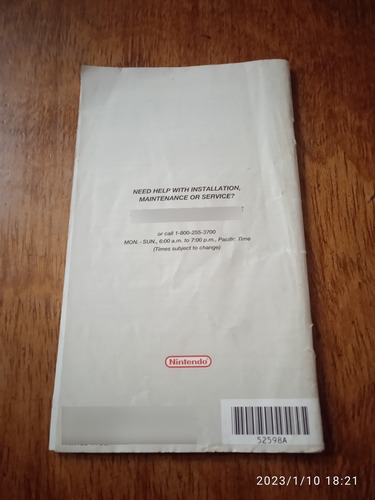 NEED HELP WITH INSTALLATION,
MAINTENANCE OR SERVICE?
or call 1-800-255-3700
MON. - SUN., 6:00 a.m. to 7:00 p.m., Pacific Time
(Times subject to change)
Nintendo
52598A
2023/1/10 18:21